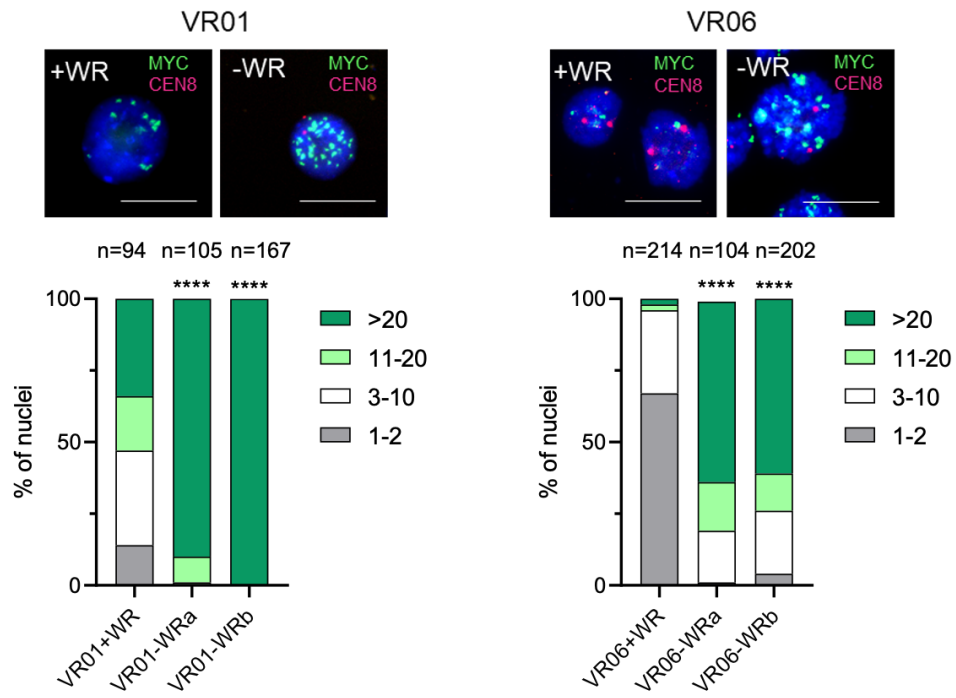 VR01
VR06
+WR MYC
CEN8
-WR MYC
CEN8
+WR MYC
CEN8
-WR MYC
CEN8
n=94 n=105 n=167
n=214 n=104 n=202
**** ****
**** ****
100
50
0
% of nuclei
>20
11-20
3-10
1-2
VR01+WR
VR01-WRa
VR01-WRb
100
50
0
% of nuclei
>20
11-20
3-10
1-2
VR06+WR
VR06-WRa
VR06-WRb